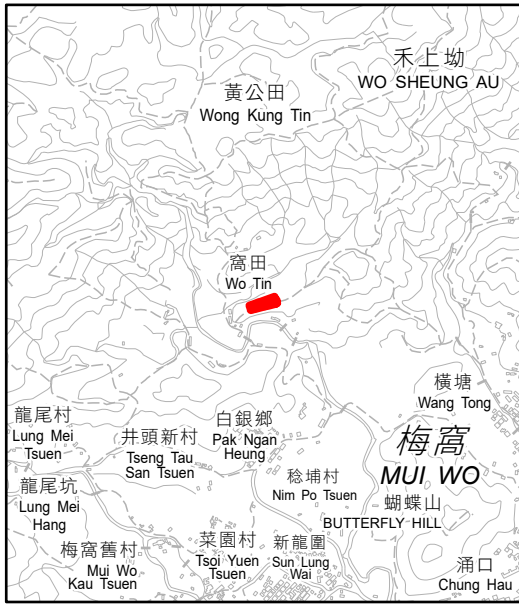 禾上坳
WO SHEUNG AU
黃公田
Wong Kung Tin
窩田
Wo Tin
橫塘
Wang Tong
龍尾村
Lung Mei
Tsuen
井頭新村
Tseng Tau
San Tsuen
白銀鄉
Pak Ngan
Heung
梅窩
MUI WO
龍尾坑
Lung Mei
Hang
稔埔村
Nim Po Tsuen
蝴蝶山
BUTTERFLY HILL
梅窩舊村
Mui Wo
Kau Tsuen
菜園村
Tsoi Yuen
Tsuen
新龍圍
Sun Lung
Wai
涌口
Chung Hau